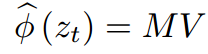 $\widehat{\phi}\,(z_t) = MV$